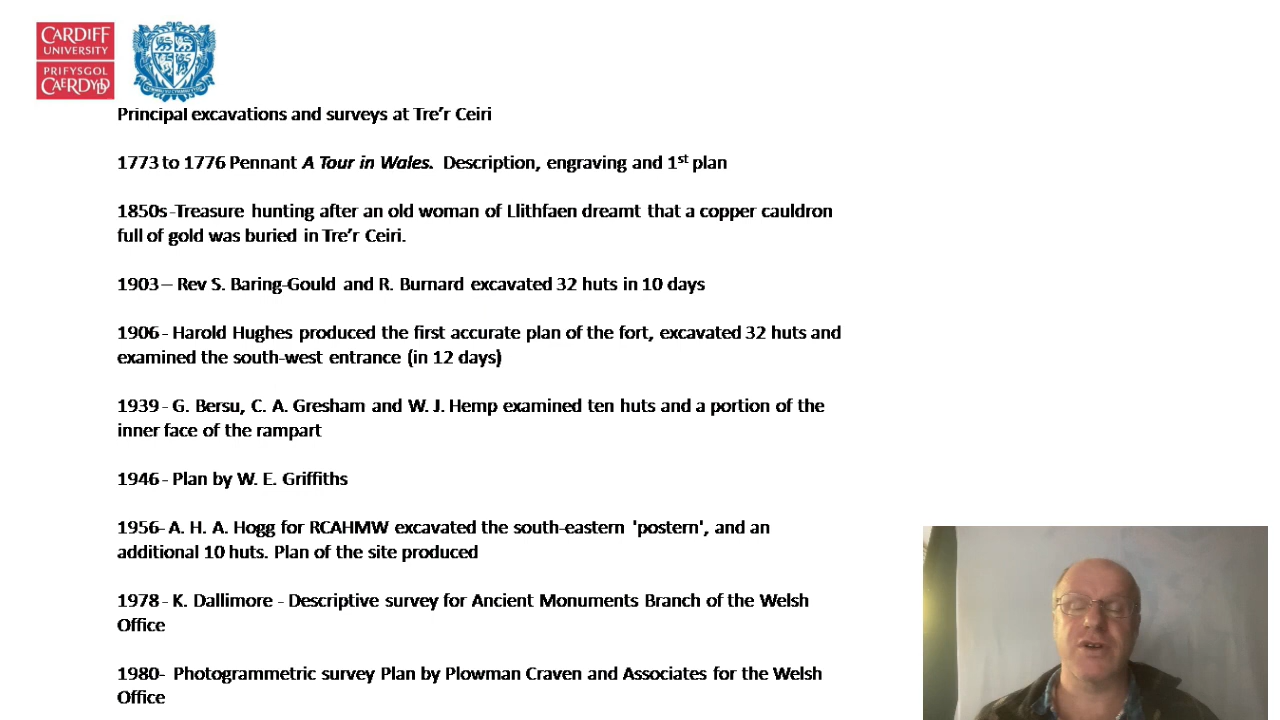 CARDIFF
UNIVERSITY
PRIFYSGOL
CAERDYDD
Principal excavations and surveys at Tre’r Ceiri
1773 to 1776 Pennant A Tour in Wales. Description, engraving and 1st plan
1850s -Treasure hunting after an old woman of Llithfaen dreamt that a copper cauldron
full of gold was buried in Tre’r Ceiri.
1903 – Rev S. Baring-Gould and R. Burnard excavated 32 huts in 10 days
1906 - Harold Hughes produced the first accurate plan of the fort, excavated 32 huts and
examined the south-west entrance (in 12 days)
1939 - G. Bersu, C. A. Gresham and W. J. Hemp examined ten huts and a portion of the
inner face of the rampart
1946 - Plan by W. E. Griffiths
1956- A. H. A. Hogg for RCAHMW excavated the south-eastern 'postern', and an
additional 10 huts. Plan of the site produced
1978 - K. Dallimore - Descriptive survey for Ancient Monuments Branch of the Welsh
Office
1980- Photogrammetric survey Plan by Plowman Craven and Associates for the Welsh
Office